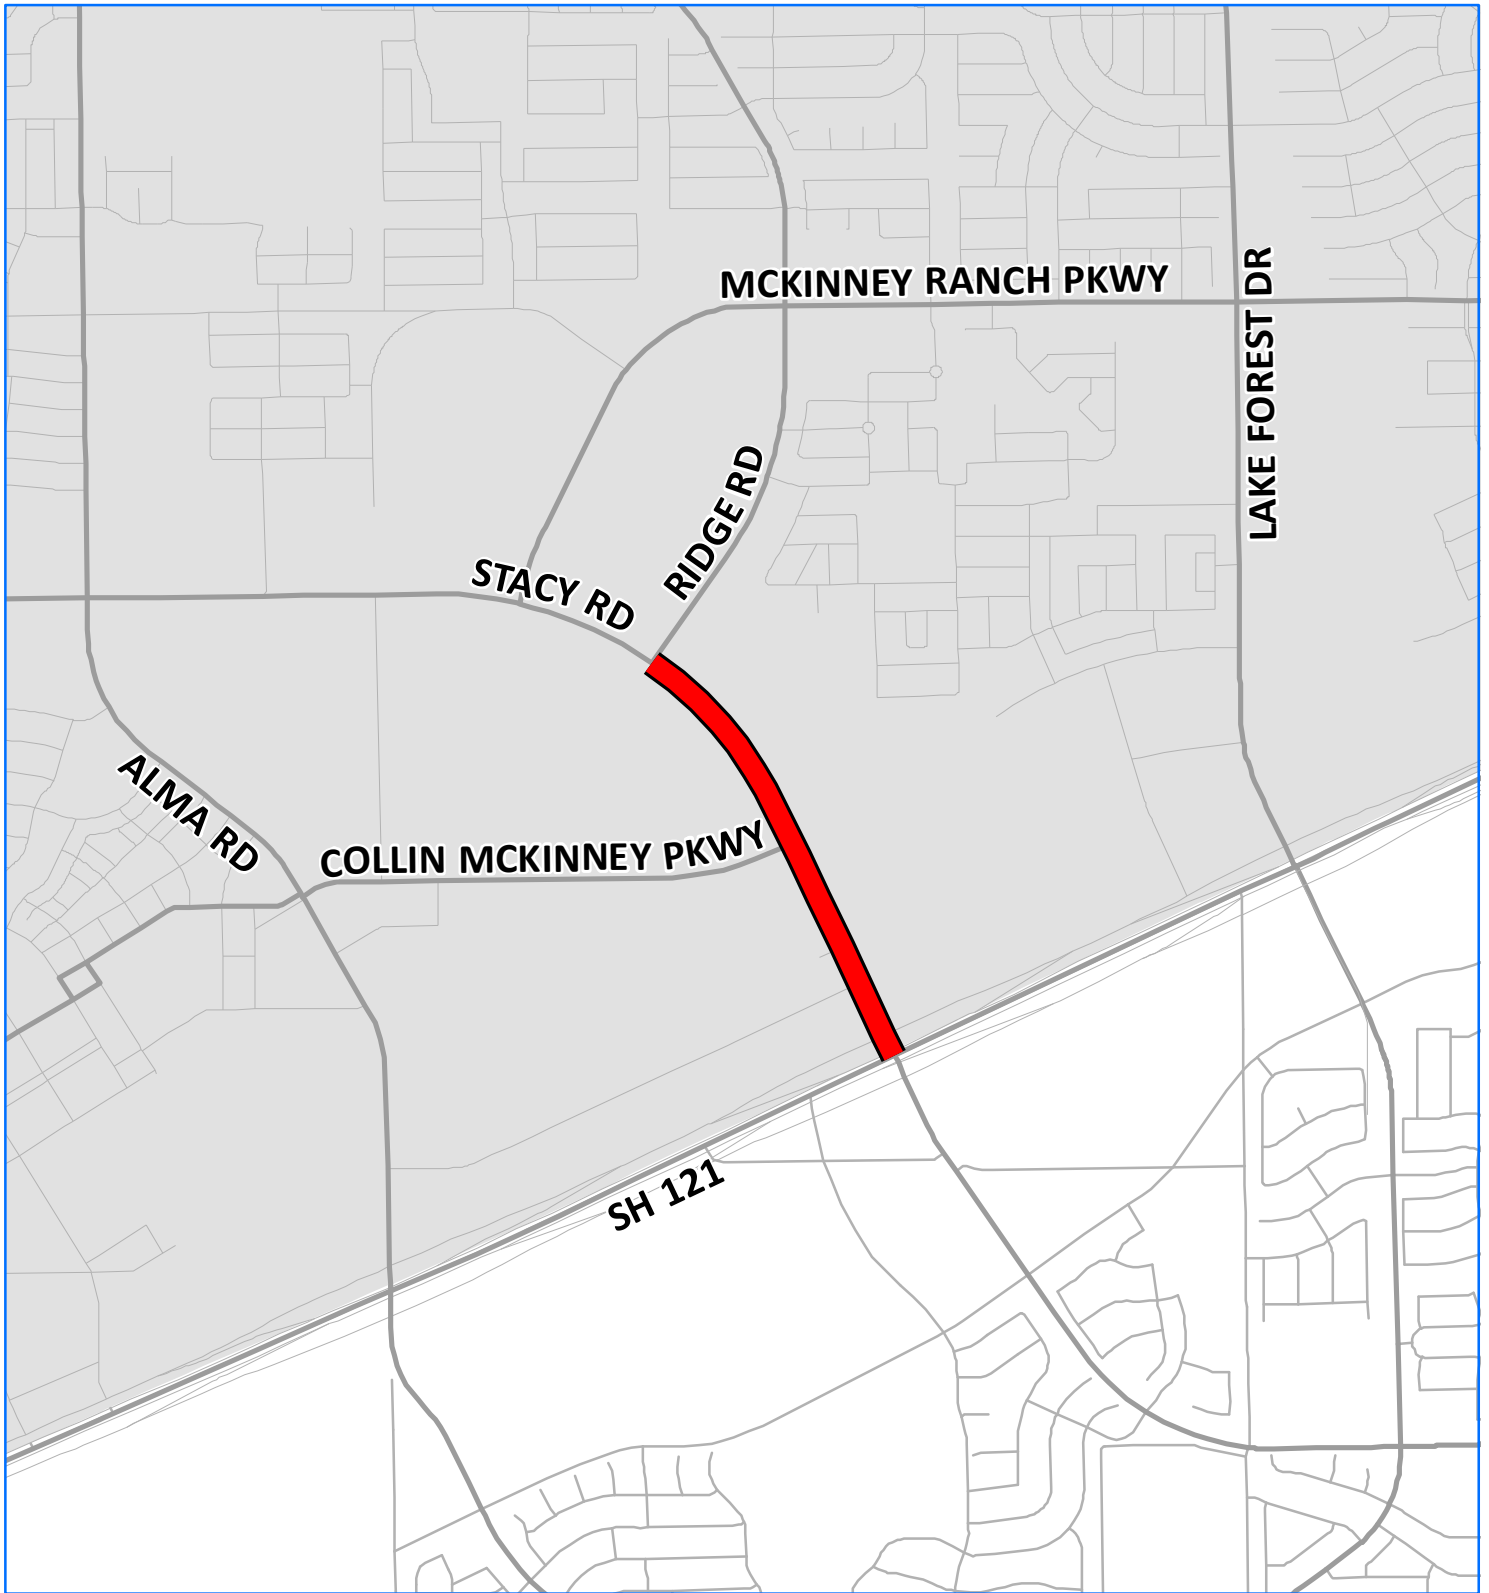 MCKINNEY RANCH PKWY
LAKE FOREST DR
RIDGE RD
STACY RD
ALMA RD
COLLIN MCKINNEY PKWY
SH 121